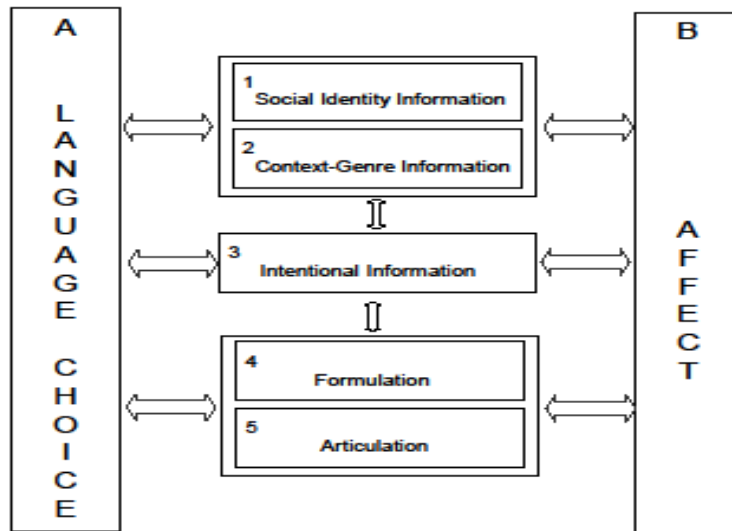 A
LANGUAGE CHOICE
1
Social Identity Information
2
Context-Genre Information
3
Intentional Information
4
Formulation
5
Articulation
B
AFFECT